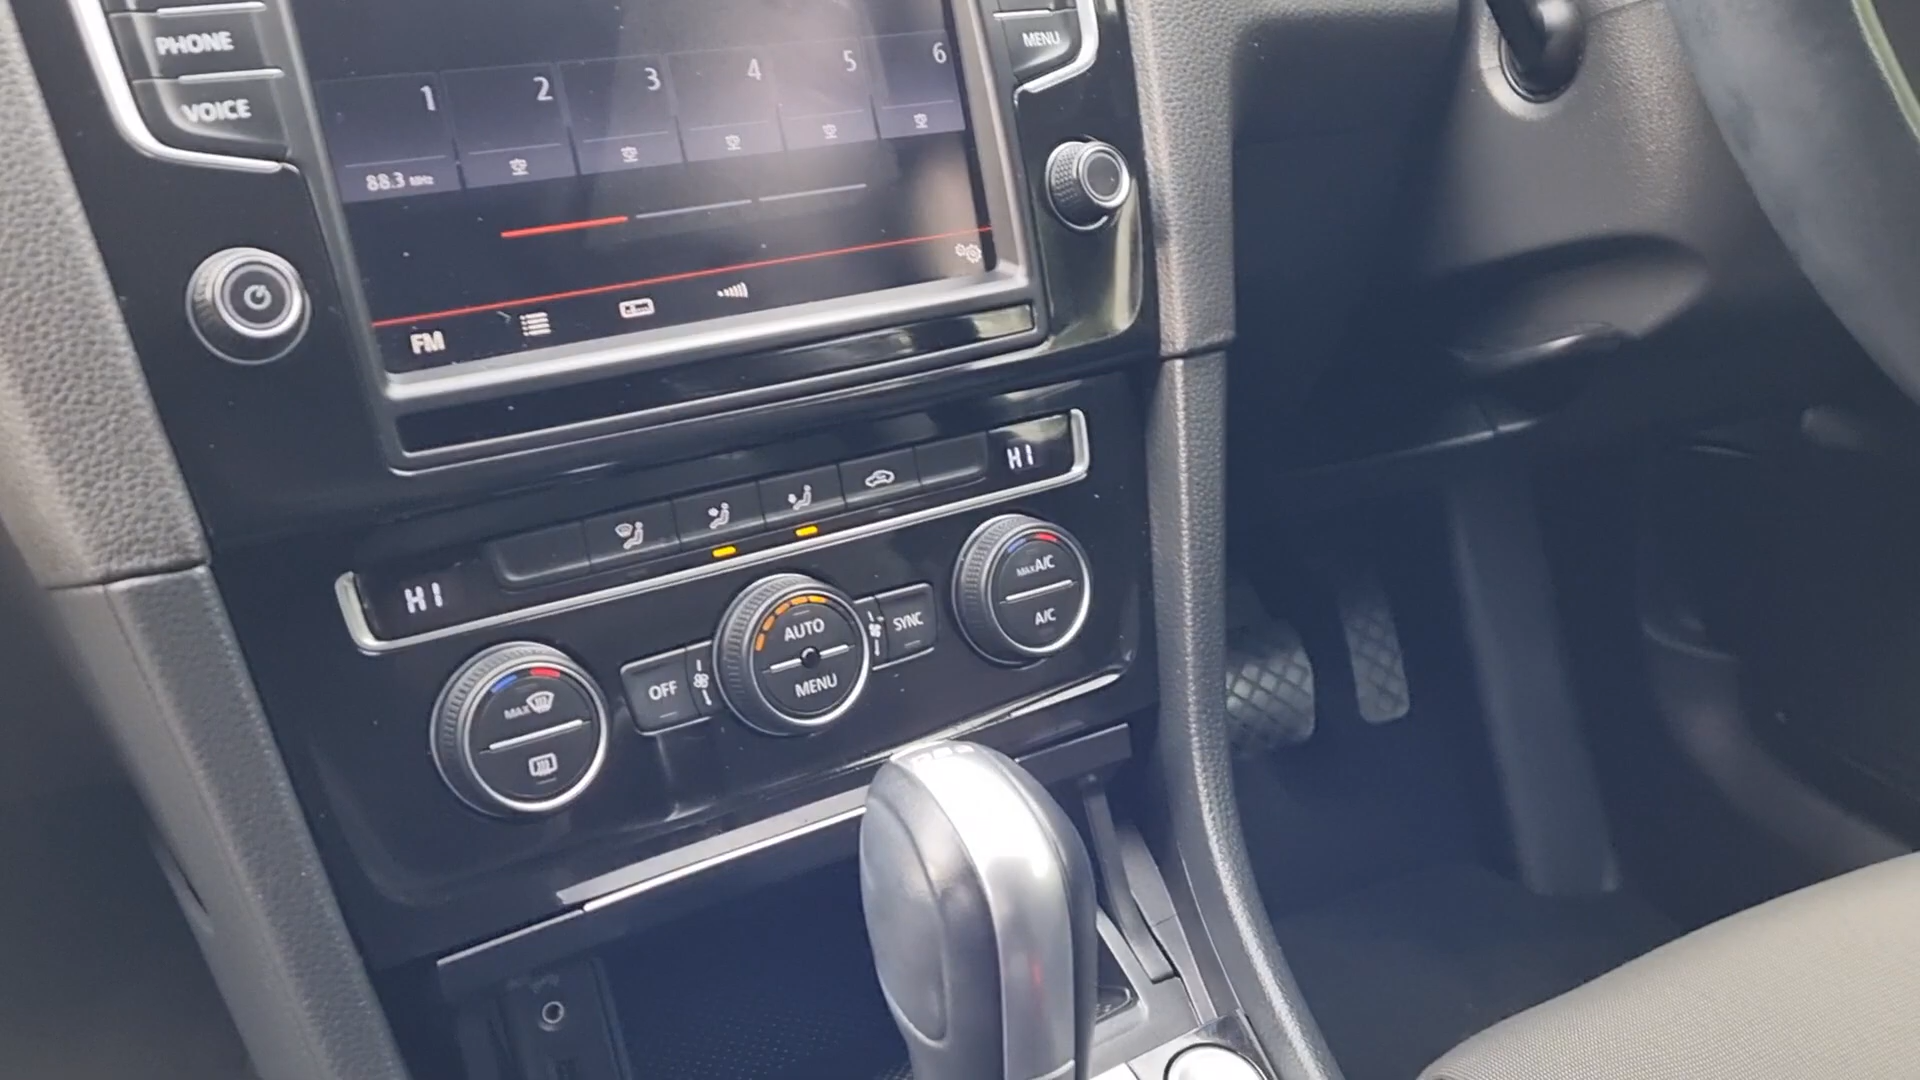 PHONE
VOICE
MENU
1
2
3
4
5
6
88.3 MHz
FM
HI
HI
MAX
OFF
AUTO
MENU
SYNC
MAX A/C
A/C